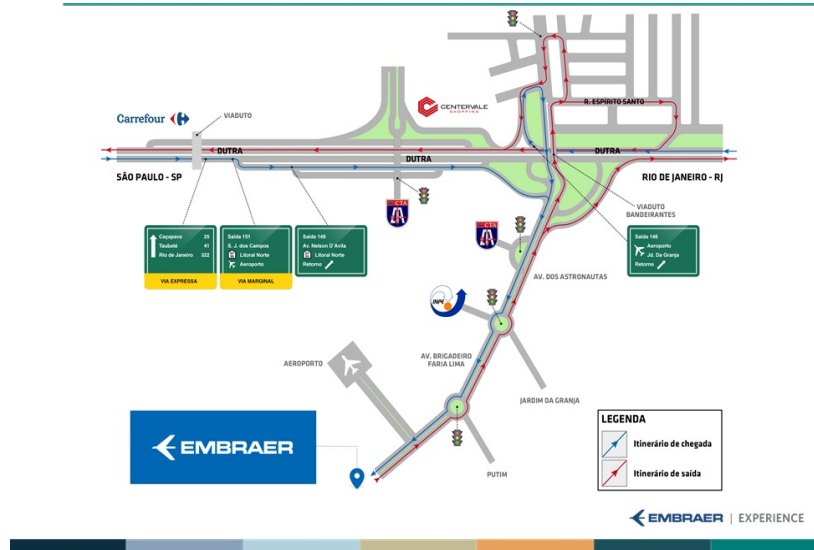 Carrefour
VIADUTO
CENTERVALE
SHOPPING
R. ESPÍRITO SANTO
DUTRA
DUTRA
DUTRA
SÃO PAULO - SP
RIO DE JANEIRO - RJ
CTA
VIADUTO
BANDEIRANTES
Caçapava 25
Taubaté 41
Rio de Janeiro 322
VIA EXPRESSA
Saída 151
S. J. dos Campos
Litoral Norte
Aeroporto
VIA MARGINAL
Saída 149
Av. Nelson D'Avila
Litoral Norte
Retorno
CTA
Saída 146
Aeroporto
Jd. Da Granja
Retorno
AV. DOS ASTRONAUTAS
INPE
AV. BRIGADEIRO
FARIA LIMA
AEROPORTO
JARDIM DA GRANJA
EMBRAER
PUTIM
LEGENDA
Itinerário de chegada
Itinerário de saída
EMBRAER | EXPERIENCE